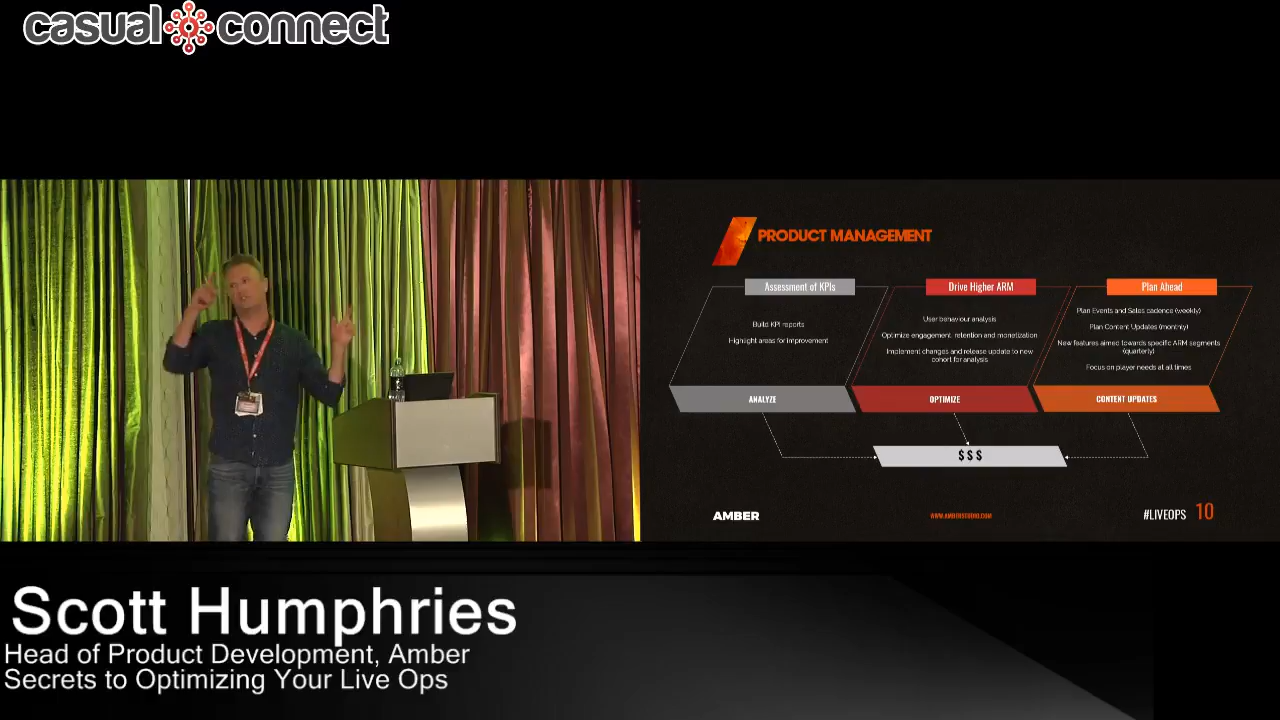 casual connect
PRODUCT MANAGEMENT
Assessment of KPIs
Build KPI reports
Highlight areas for improvement
ANALYZE
Drive Higher ARM
User behaviour analysis
Optimize engagement, retention and monetization
Implement changes and release update to new
cohort for analysis
OPTIMIZE
Plan Ahead
Plan Events and Sales cadence (weekly)
Plan Content Updates (monthly)
New features aimed towards specific ARM segments
(quarterly)
Focus on player needs at all times
CONTENT UPDATES
$ $ $
AMBER
WWW.AMBERSTUDIO.COM
#LIVEOPS 10
Scott Humphries
Head of Product Development, Amber
Secrets to Optimizing Your Live Ops